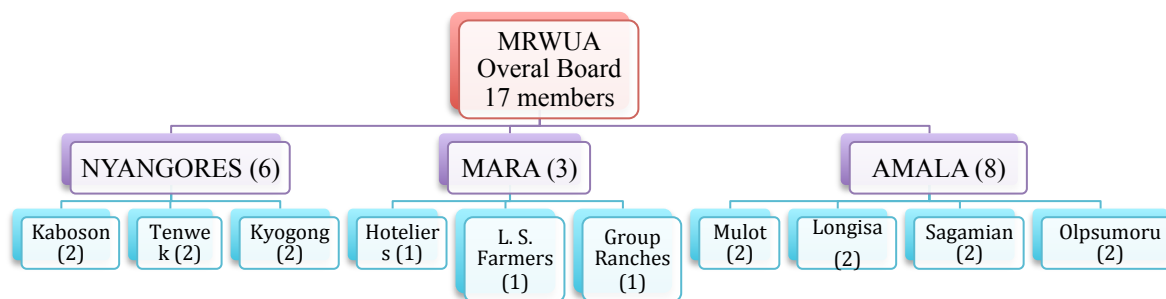 MRWUA
Overal Board
17 members
NYANGORES (6)
MARA (3)
AMALA (8)
Kaboson
(2)
Tenwe
k (2)
Kyogong
(2)
Hotelier
s (1)
L. S.
Farmers
(1)
Group
Ranches
(1)
Mulot
(2)
Longisa
(2)
Sagamian
(2)
Olpsumoru
(2)